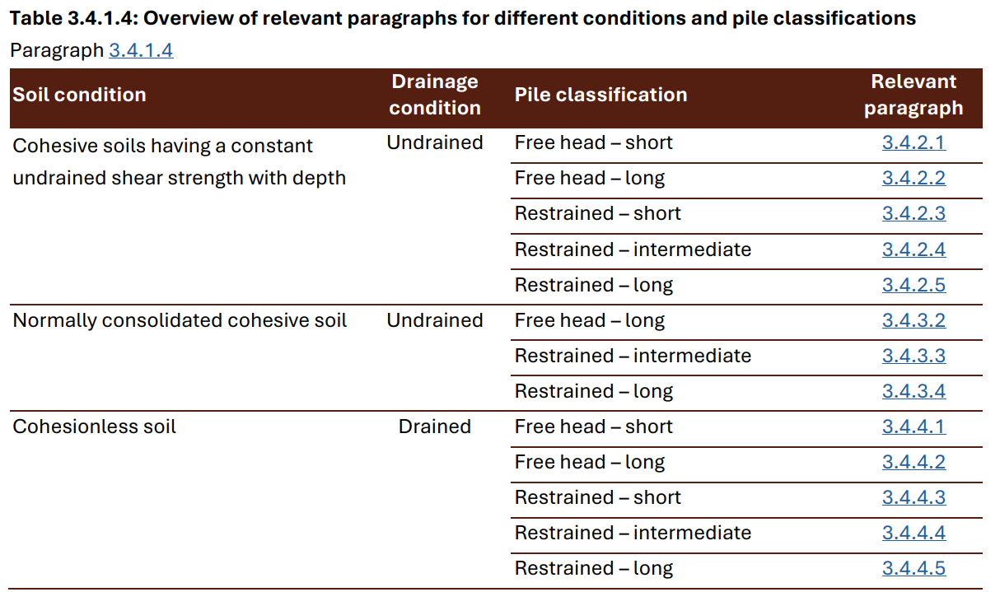 Table 3.4.1.4: Overview of relevant paragraphs for different conditions and pile classifications
Paragraph 3.4.1.4
Soil condition Drainage condition Pile classification Relevant paragraph
Cohesive soils having a constant undrained shear strength with depth Undrained Free head – short 3.4.2.1
Free head – long 3.4.2.2
Restrained – short 3.4.2.3
Restrained – intermediate 3.4.2.4
Restrained – long 3.4.2.5
Normally consolidated cohesive soil Undrained Free head – long 3.4.3.2
Restrained – intermediate 3.4.3.3
Restrained – long 3.4.3.4
Cohesionless soil Drained Free head – short 3.4.4.1
Free head – long 3.4.4.2
Restrained – short 3.4.4.3
Restrained – intermediate 3.4.4.4
Restrained – long 3.4.4.5